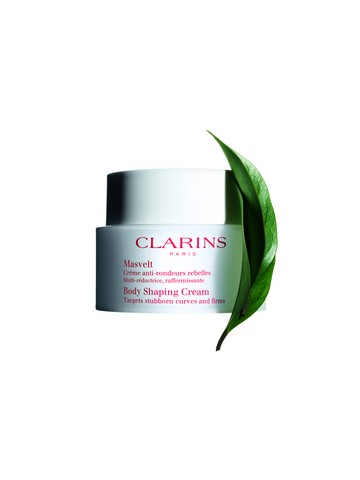 CLARINS
PARIS
Masvelt
Crème anti-rondeurs rebelles
Multi-réductrice, raffermissante
Body Shaping Cream
Targets stubborn curves and firms